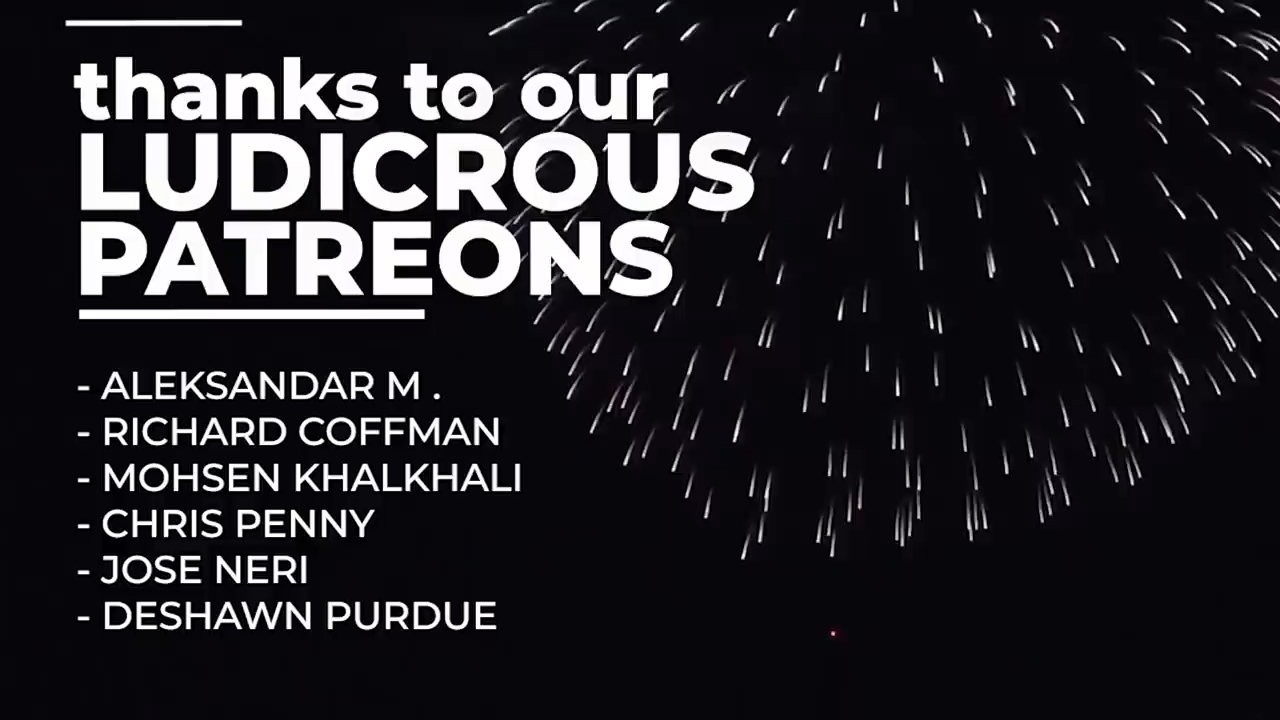 thanks to our
LUDICROUS
PATREONS
- ALEKSANDAR M .
- RICHARD COFFMAN
- MOHSEN KHALKHALI
- CHRIS PENNY
- JOSE NERI
- DESHAWN PURDUE